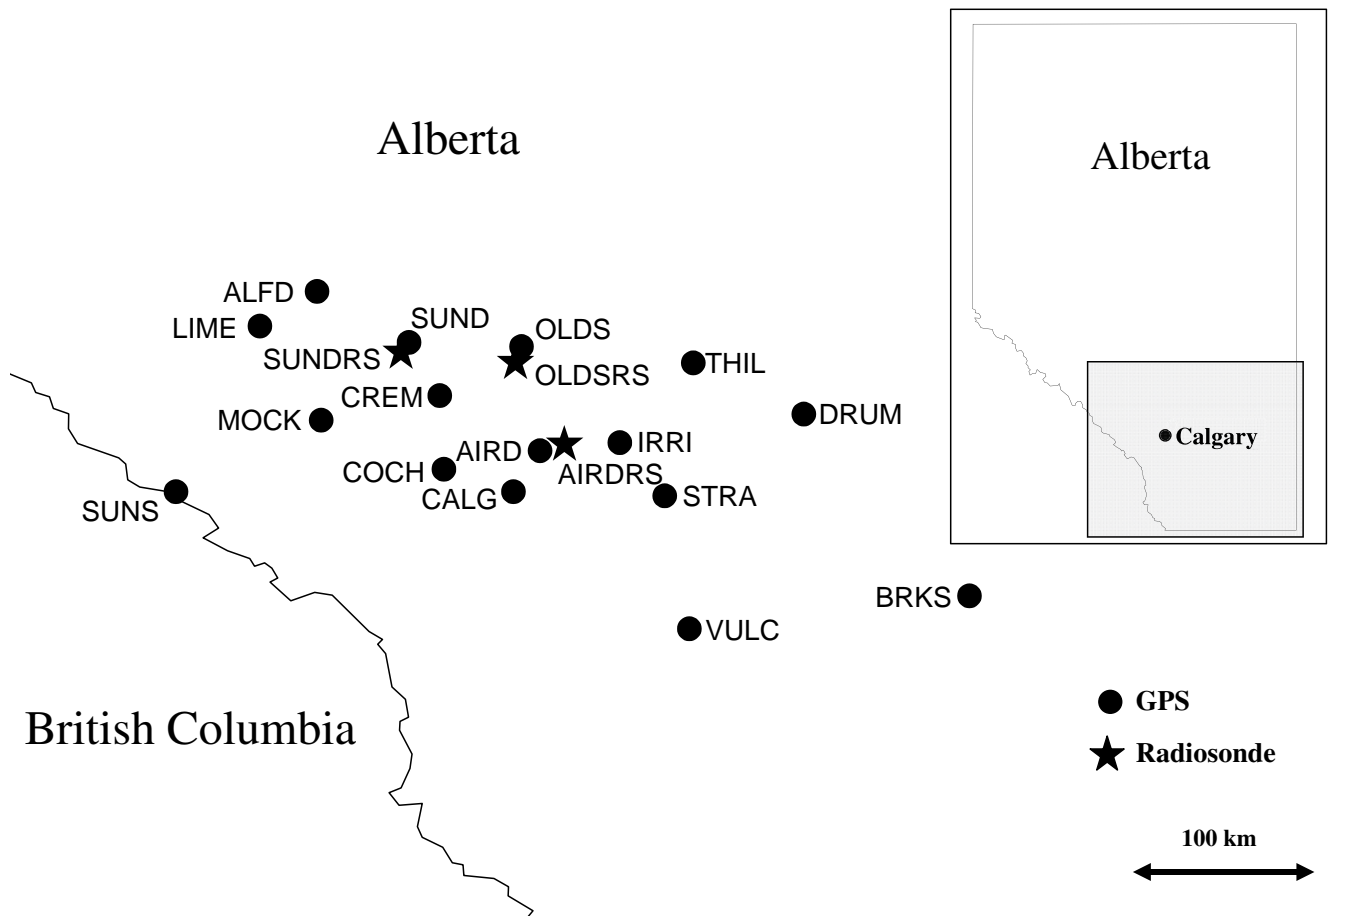 Alberta
Alberta
ALFD
LIME
SUND
OLDS
SUNDRS
OLDSRS
THIL
CREM
MOCK
DRUM
AIRD
IRRI
COCH
AIRDRS
CALG
STRA
SUNS
Calgary
BRKS
VULC
British Columbia
GPS
Radiosonde
100 km